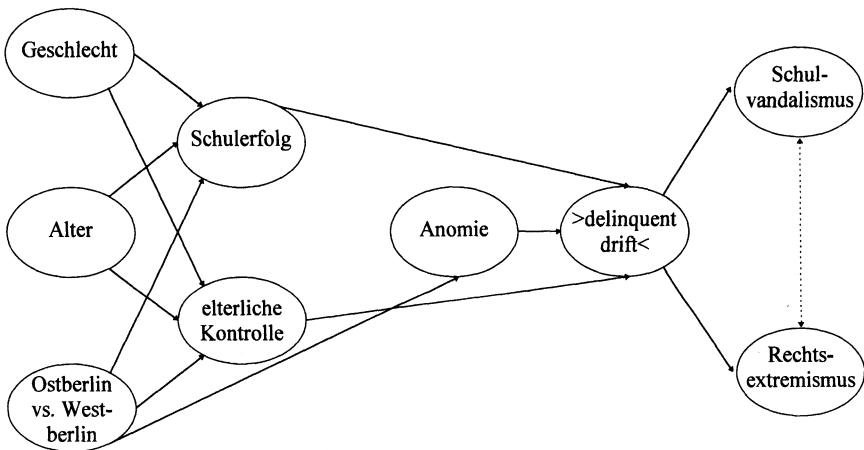 Geschlecht
Schulerfolg
Alter
elterliche
Kontrolle
Ostberlin
vs. West-
berlin
Anomie
>delinquent
drift<
Schul-
vandalismus
Rechts-
extremismus